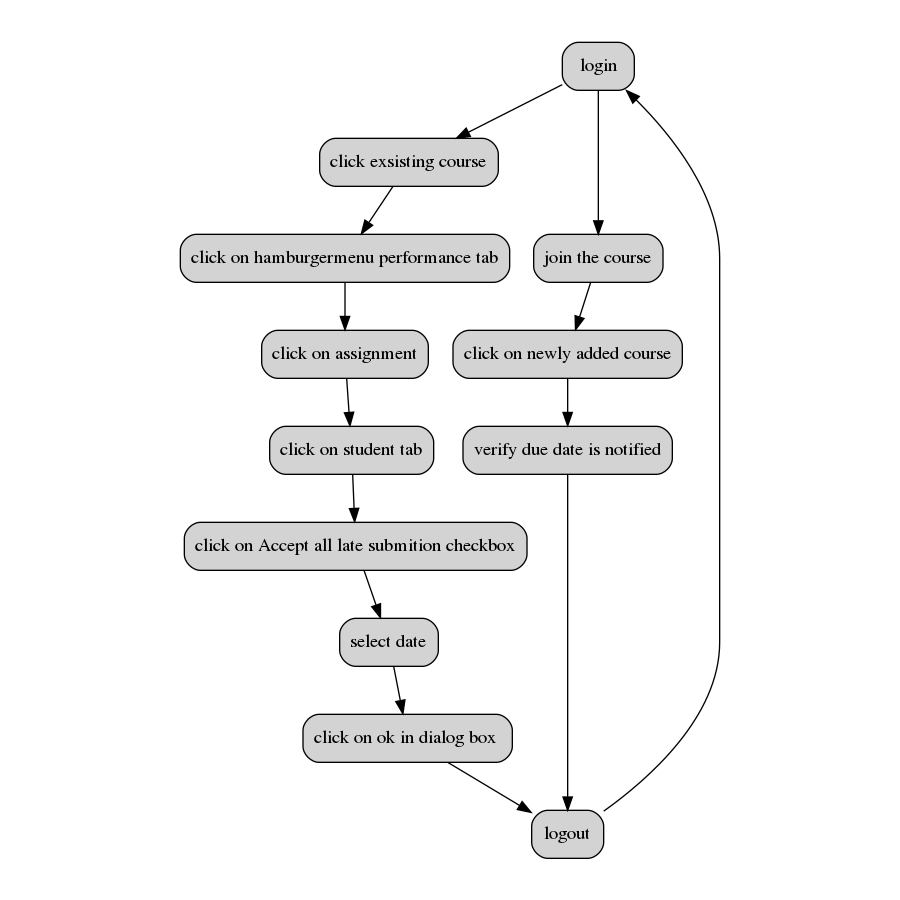 login
click exsisting course
click on hamburgermenu performance tab
join the course
click on assignment
click on newly added course
click on student tab
verify due date is notified
click on Accept all late submition checkbox
select date
click on ok in dialog box
logout